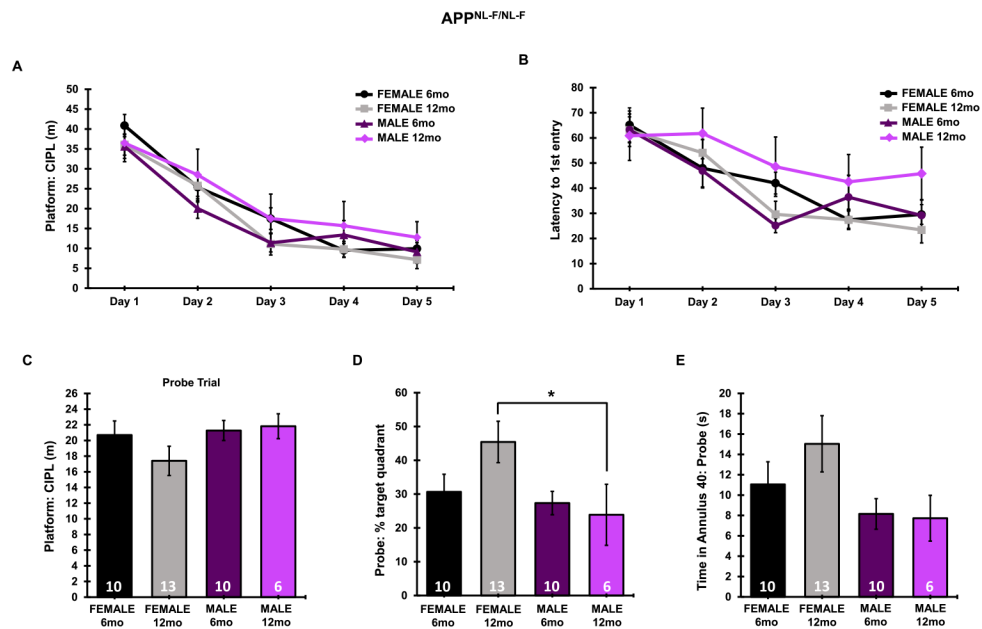 APPNL-F/NL-F
A
FEMALE 6mo
FEMALE 12mo
MALE 6mo
MALE 12mo
Platform: CIPL (m)
50
45
40
35
30
25
20
15
10
5
0
Day 1 Day 2 Day 3 Day 4 Day 5
B
FEMALE 6mo
FEMALE 12mo
MALE 6mo
MALE 12mo
Latency to 1st entry
80
70
60
50
40
30
20
10
0
Day 1 Day 2 Day 3 Day 4 Day 5
C
Probe Trial
Platform: CIPL (m)
26
24
22
20
18
16
14
12
10
8
6
4
2
0
10 13 10 6
FEMALE FEMALE MALE MALE
6mo 12mo 6mo 12mo
D
Probe: % target quadrant
60
50
40
30
20
10
0
*
10 13 10 6
FEMALE FEMALE MALE MALE
6mo 12mo 6mo 12mo
E
Time in Annulus 40: Probe (s)
20
18
16
14
12
10
8
6
4
2
0
10 13 10 6
FEMALE FEMALE MALE MALE
6mo 12mo 6mo 12mo